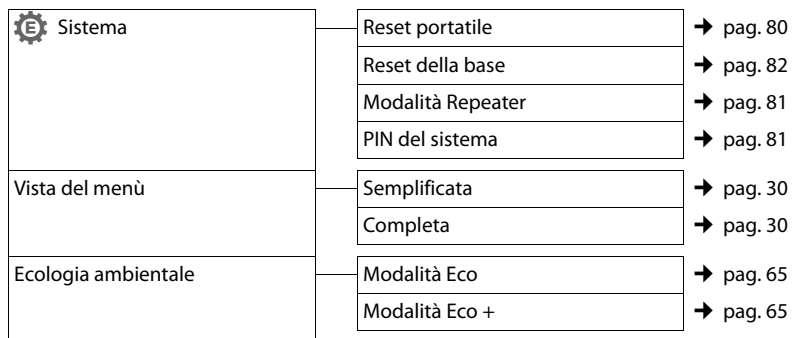 E Sistema Reset portatile → pag. 80
Reset della base → pag. 82
Modalità Repeater → pag. 81
PIN del sistema → pag. 81
Vista del menù Semplificata → pag. 30
Completa → pag. 30
Ecologia ambientale Modalità Eco → pag. 65
Modalità Eco + → pag. 65